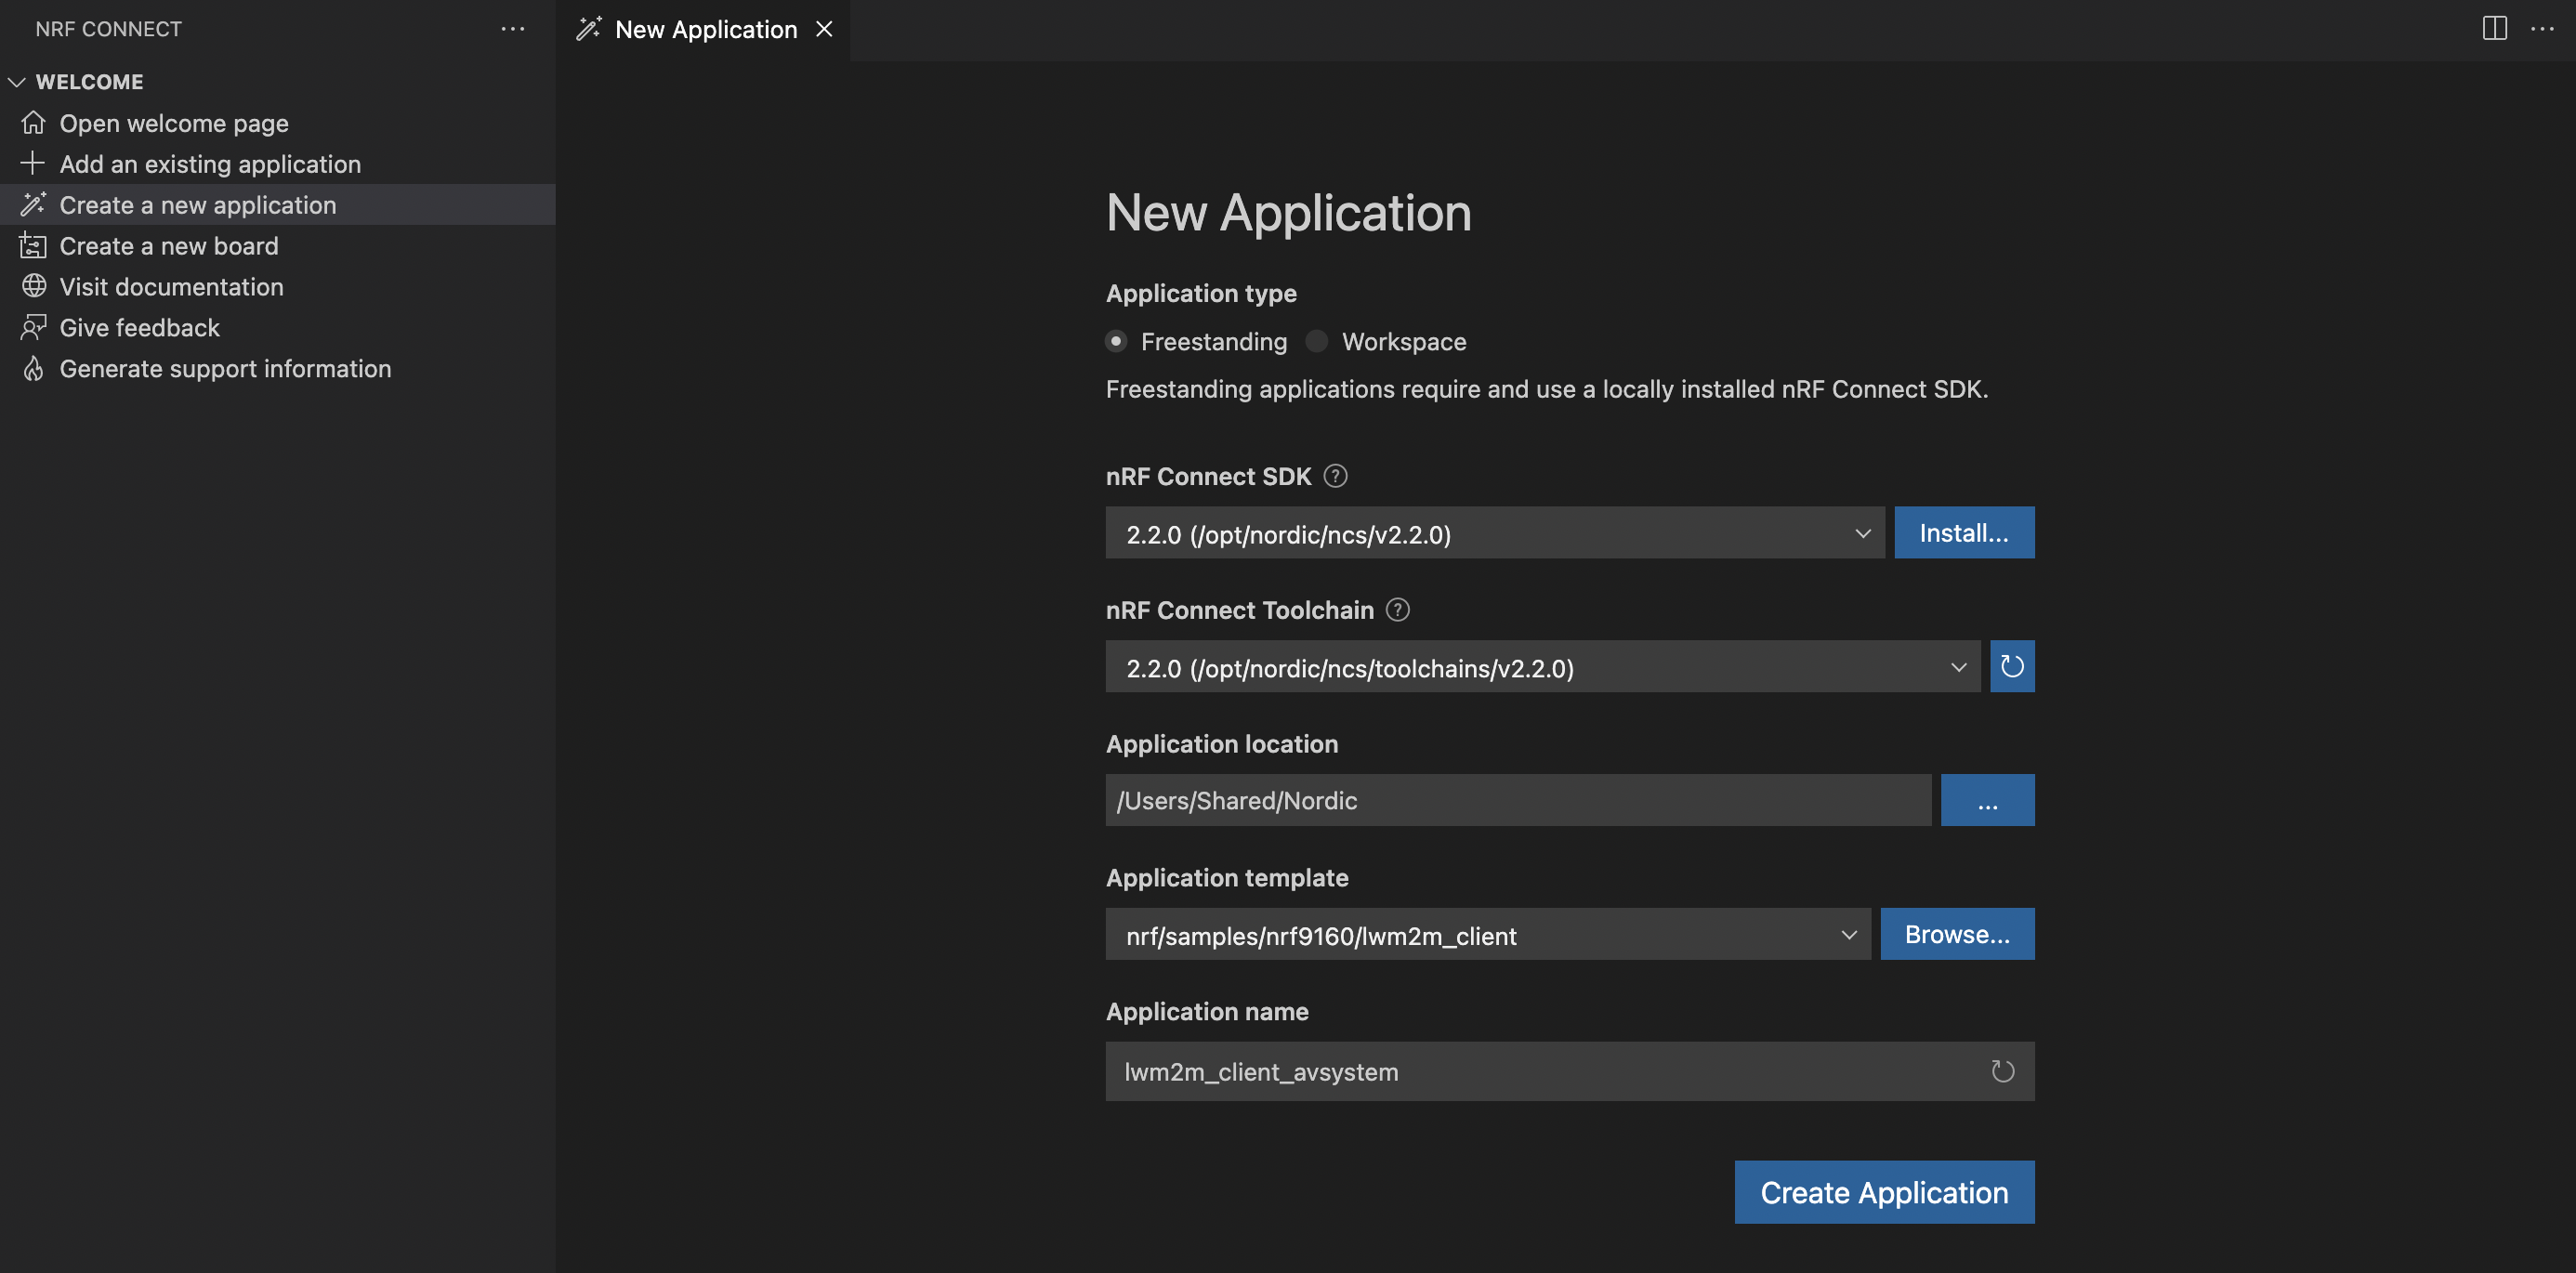 NRF CONNECT
WELCOME
Open welcome page
Add an existing application
Create a new application
Create a new board
Visit documentation
Give feedback
Generate support information
New Application
New Application
Application type
Freestanding Workspace
Freestanding applications require and use a locally installed nRF Connect SDK.
nRF Connect SDK ?
2.2.0 (/opt/nordic/ncs/v2.2.0) Install...
nRF Connect Toolchain ?
2.2.0 (/opt/nordic/ncs/toolchains/v2.2.0)
Application location
/Users/Shared/Nordic ...
Application template
nrf/samples/nrf9160/lwm2m_client Browse...
Application name
lwm2m_client_avsystem
Create Application